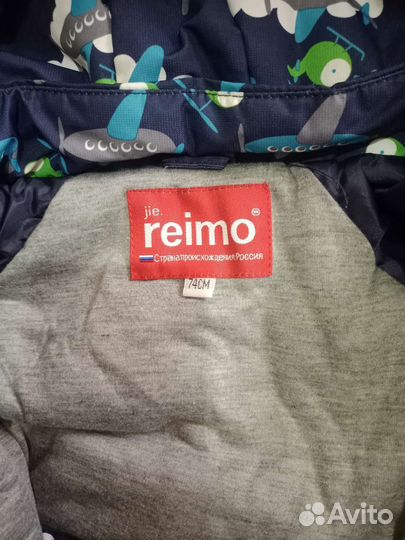 jie.
reimo®
Страна происхождения Россия
74CM
Avito